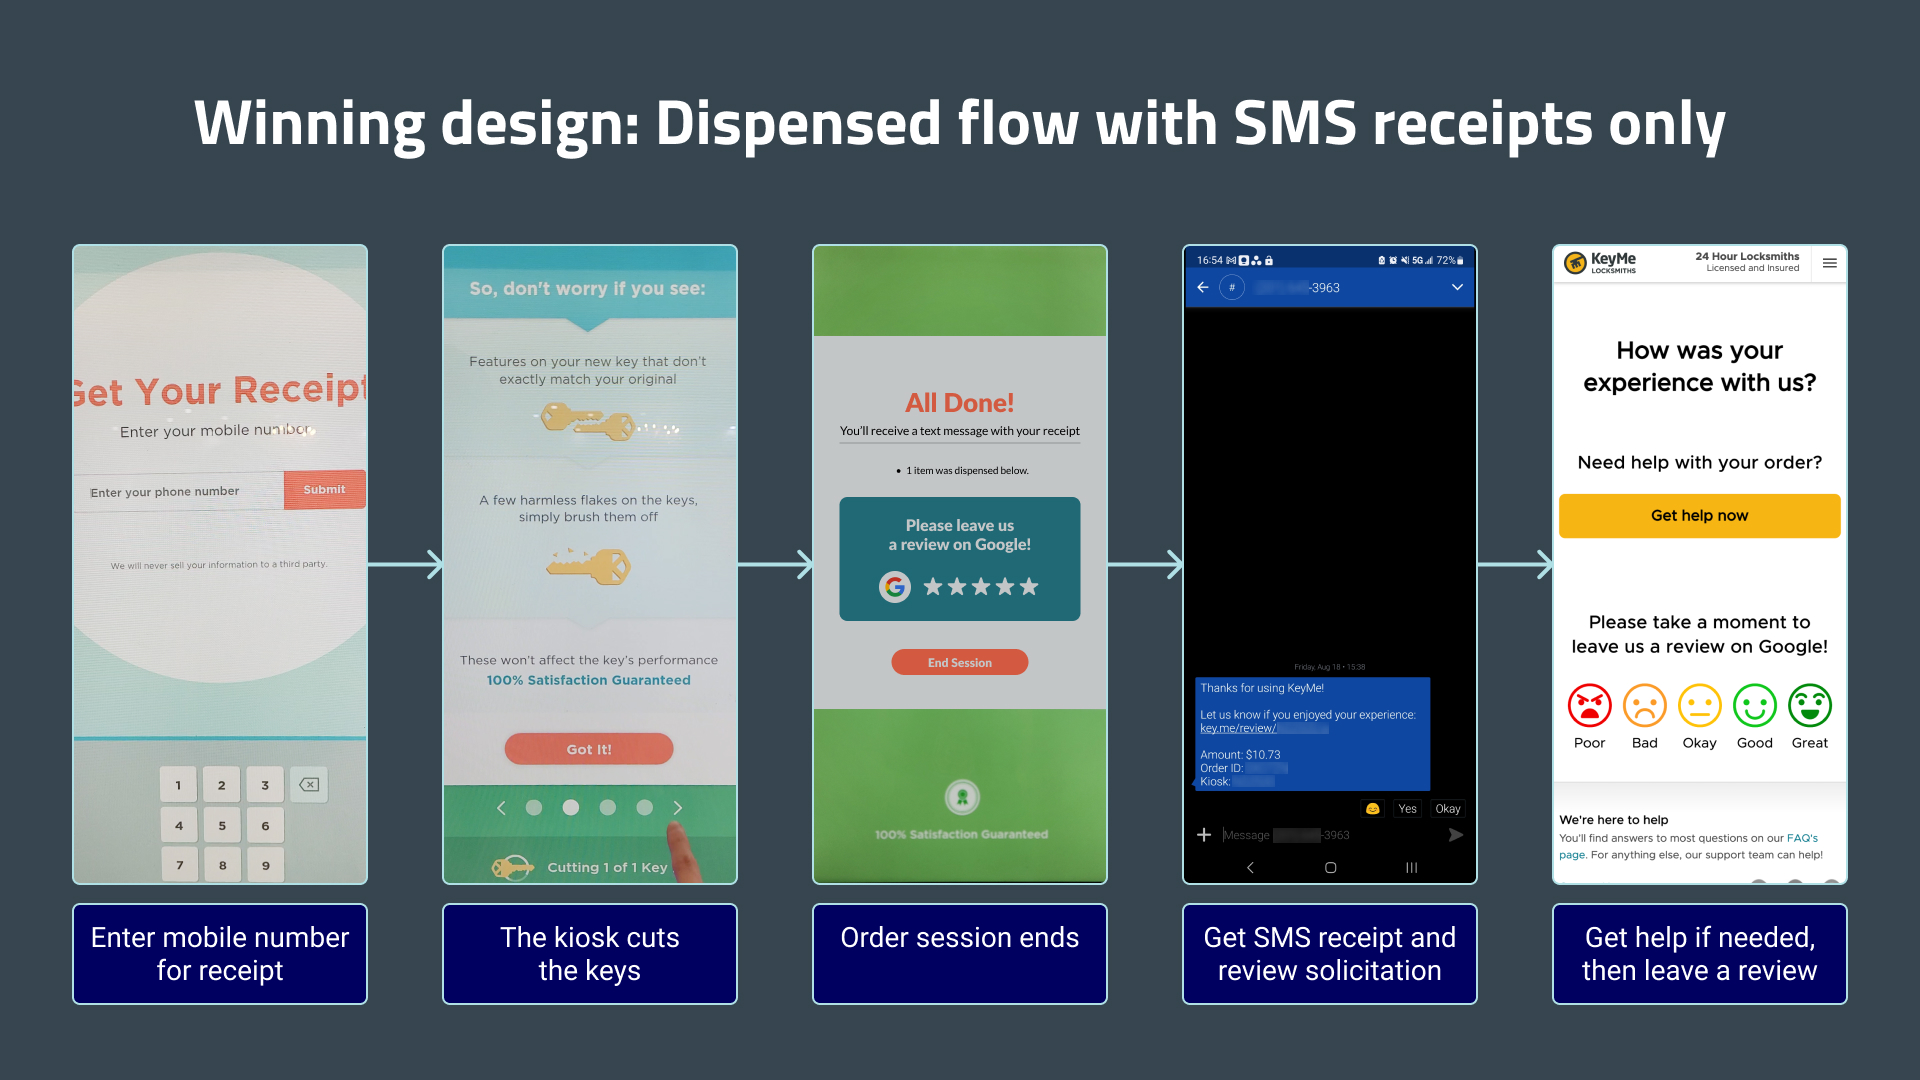 Winning design: Dispensed flow with SMS receipts only
Get Your Receipt
Enter your mobile number
Enter your phone number
Submit
We will never sell your information to a third party.
1 2 3
4 5 6
7 8 9
Enter mobile number
for receipt
So, don't worry if you see:
Features on your new key that don't
exactly match your original
A few harmless flakes on the keys,
simply brush them off
These won't affect the key's performance
100% Satisfaction Guaranteed
Got It!
Cutting 1 of 1 Key
The kiosk cuts
the keys
All Done!
You'll receive a text message with your receipt
• 1 item was dispensed below.
Please leave us
a review on Google!
G
End Session
100% Satisfaction Guaranteed
Order session ends
16:54 5G 72%
# -3963
Friday, Aug 18 • 15:38
Thanks for using KeyMe!
Let us know if you enjoyed your experience:
key.me/review/
Amount: $10.73
Order ID:
Kiosk:
Yes Okay
Message -3963
Get SMS receipt and
review solicitation
KeyMe
LOCKSMITHS
24 Hour Locksmiths
Licensed and Insured
How was your
experience with us?
Need help with your order?
Get help now
Please take a moment to
leave us a review on Google!
Poor Bad Okay Good Great
We're here to help
You'll find answers to most questions on our FAQ's
page. For anything else, our support team can help!
Get help if needed,
then leave a review